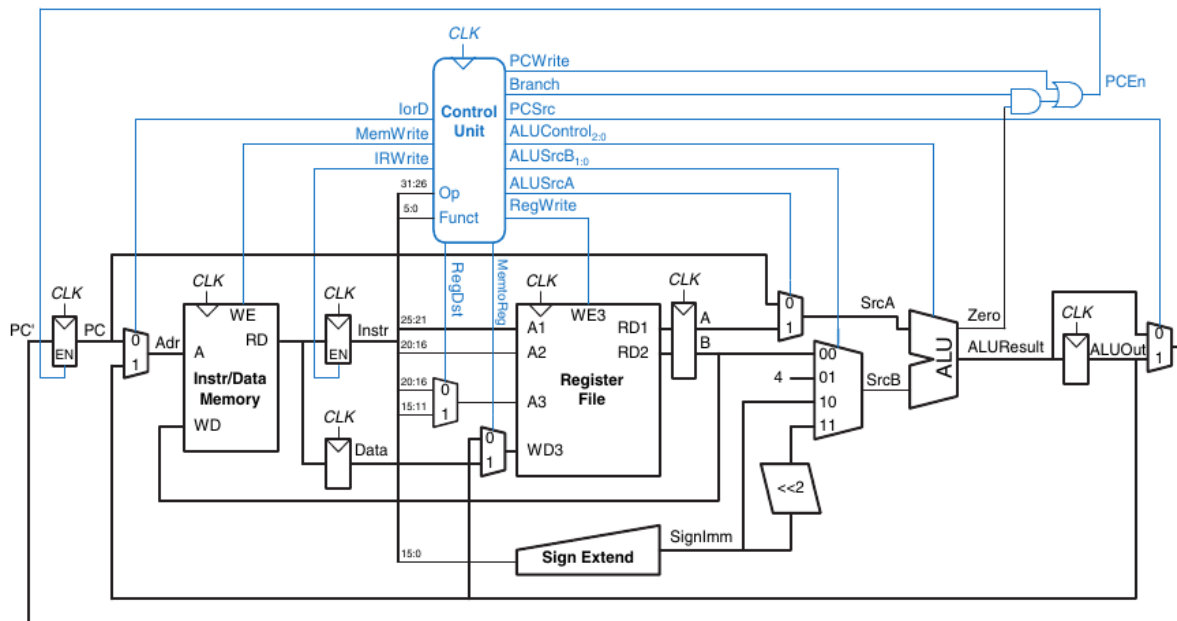 CLK
PCWrite
Branch
PCEn
IorD
Control
Unit
PCSrc
MemWrite
ALUControl2:0
IRWrite
ALUSrcB1:0
31:26
Op
ALUSrcA
5:0
Funct
RegWrite
RegDst
MemtoReg
CLK
CLK
CLK
CLK
CLK
CLK
PC'
PC
EN
0
1
Adr
WE
A
RD
Instr/Data
Memory
WD
Instr
EN
CLK
Data
25:21
20:16
20:16
15:11
0
1
0
1
WE3
A1
RD1
A2
RD2
A3
Register
File
WD3
A
B
0
1
SrcA
00
4
01
10
11
SrcB
<<2
ALU
Zero
ALUResult
ALUOut
0
1
15:0
Sign Extend
SignImm